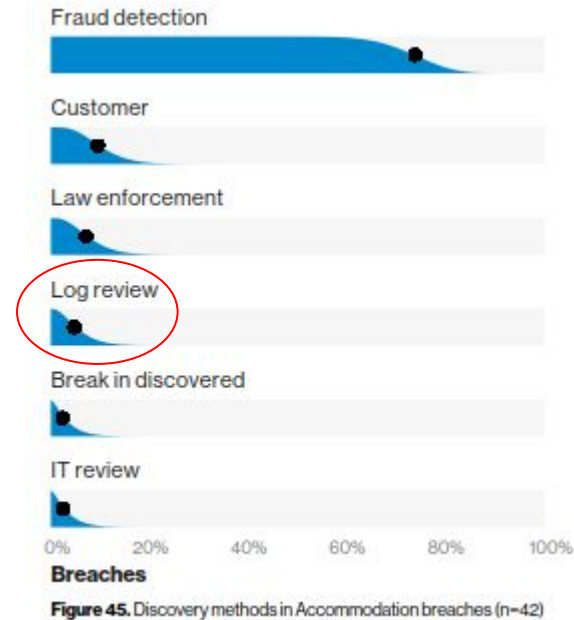 Fraud detection
Customer
Law enforcement
Log review
Break in discovered
IT review
0% 20% 40% 60% 80% 100%
Breaches
Figure 45. Discovery methods in Accommodation breaches (n=42)